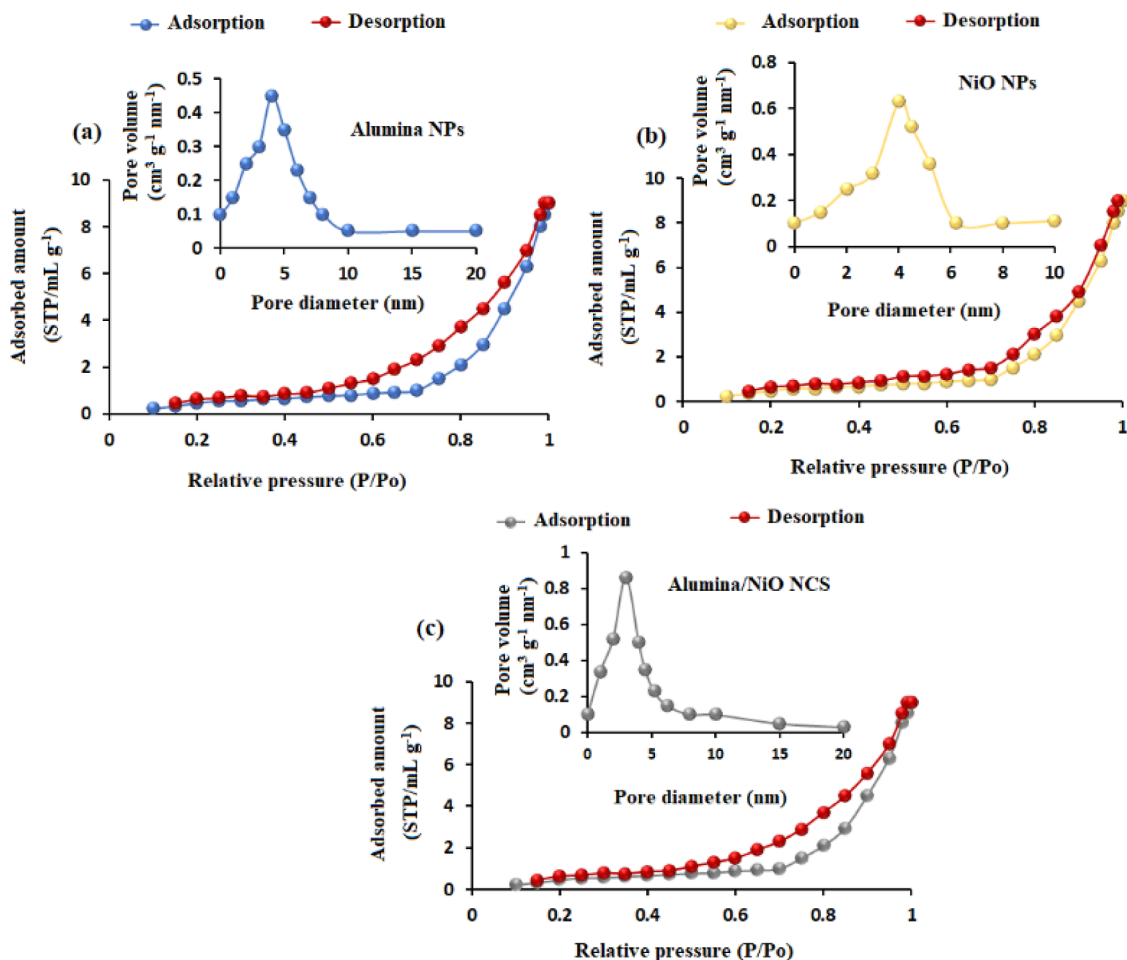 Adsorption Desorption
(a)
Alumina NPs
Pore volume
(cm³ g⁻¹ nm⁻¹)
0.5
0.4
0.3
0.2
0.1
0
0 5 10 15 20
Pore diameter (nm)
Adsorbed amount
(STP/mL g⁻¹)
10
8
6
4
2
0
0 0.2 0.4 0.6 0.8 1
Relative pressure (P/Po)
Adsorption Desorption
(b)
NiO NPs
Pore volume
(cm³ g⁻¹ nm⁻¹)
0.8
0.6
0.4
0.2
0
0 2 4 6 8 10
Pore diameter (nm)
Adsorbed amount
(STP/mL g⁻¹)
10
8
6
4
2
0
0 0.2 0.4 0.6 0.8 1
Relative pressure (P/Po)
Adsorption Desorption
(c)
Alumina/NiO NCS
Pore volume
(cm³ g⁻¹ nm⁻¹)
1
0.8
0.6
0.4
0.2
0
0 5 10 15 20
Pore diameter (nm)
Adsorbed amount
(STP/mL g⁻¹)
10
8
6
4
2
0
0 0.2 0.4 0.6 0.8 1
Relative pressure (P/Po)